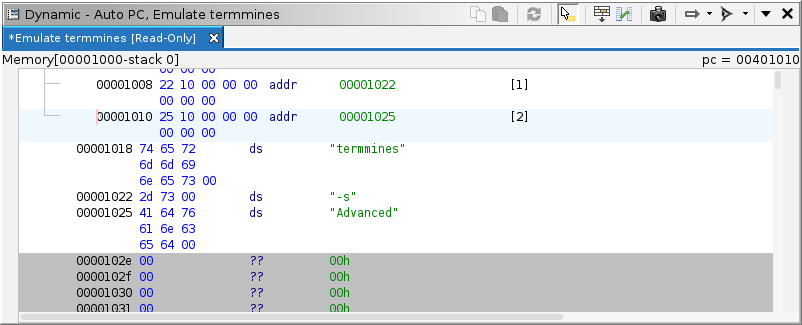 Dynamic - Auto PC, Emulate termmines
*Emulate termmines [Read-Only]
Memory[00001000-stack 0] pc = 00401010
00 00 00
00001008 22 10 00 00 00 addr 00001022 [1]
00 00 00
00001010 25 10 00 00 00 addr 00001025 [2]
00 00 00
00001018 74 65 72 ds "termmines"
6d 6d 69
6e 65 73 00
00001022 2d 73 00 ds "-s"
00001025 41 64 76 ds "Advanced"
61 6e 63
65 64 00
0000102e 00 ?? 00h
0000102f 00 ?? 00h
00001030 00 ?? 00h
00001031 00 ?? 00h